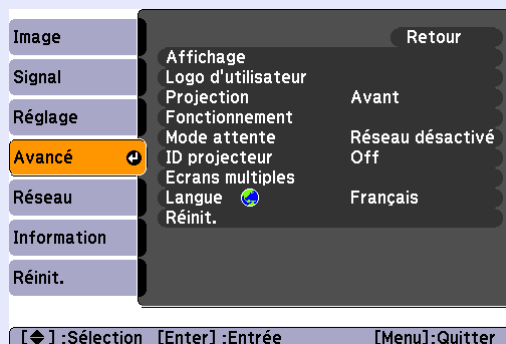 Image
Signal
Réglage
Avancé
Réseau
Information
Réinit.
Retour
Affichage
Logo d'utilisateur
Projection Avant
Fonctionnement
Mode attente Réseau désactivé
ID projecteur Off
Ecrans multiples
Langue Français
Réinit.
[◆] :Sélection [Enter] :Entrée [Menu]:Quitter